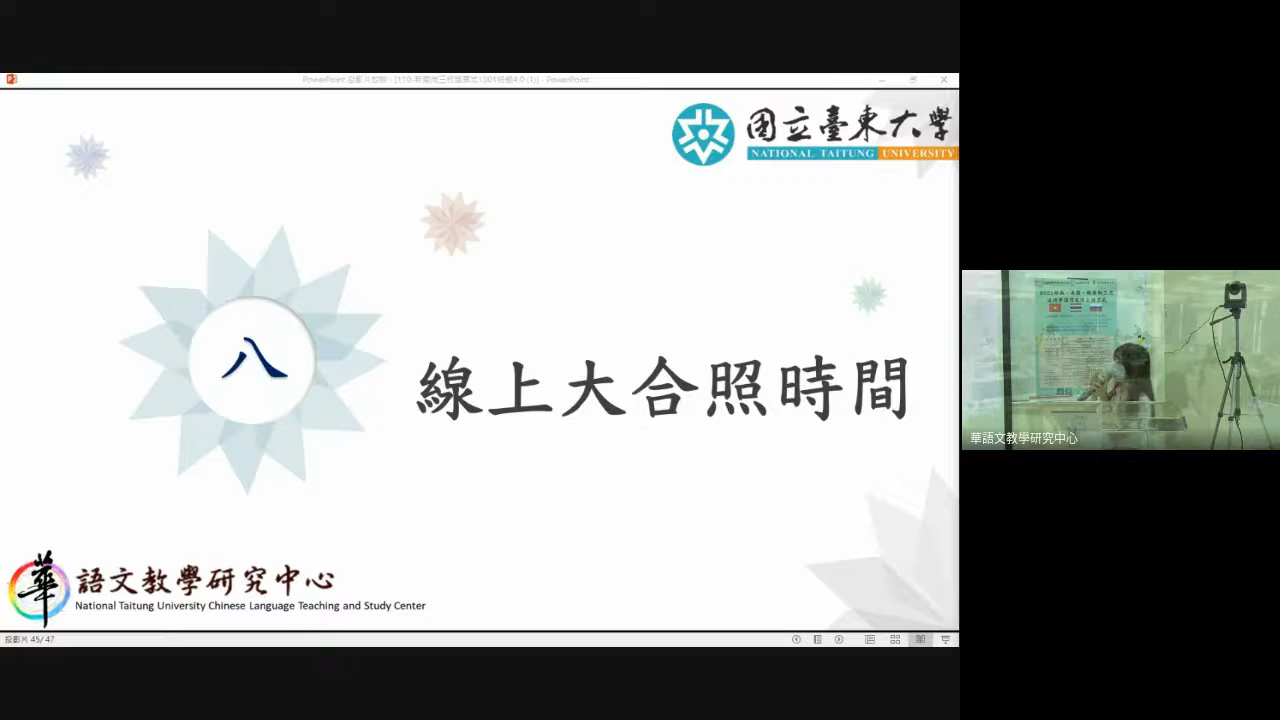 國立臺東大學
NATIONAL TAITUNG UNIVERSITY
八
線上大合照時間
華語文教學研究中心
National Taitung University Chinese Language Teaching and Study Center
投影片 45/ 47
華語文教學研究中心